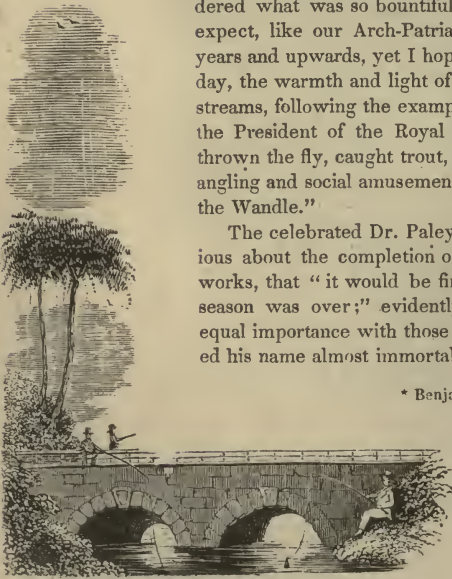 dered what was so bountiful
expect, like our Arch-Patria
years and upwards, yet I hop
day, the warmth and light of
streams, following the examp
the President of the Royal
thrown the fly, caught trout,
angling and social amusemen
the Wandle.”
The celebrated Dr. Paley
ious about the completion o
works, that “ it would be fi
season was over;” evidentl
equal importance with those
ed his name almost immortal
* Benja